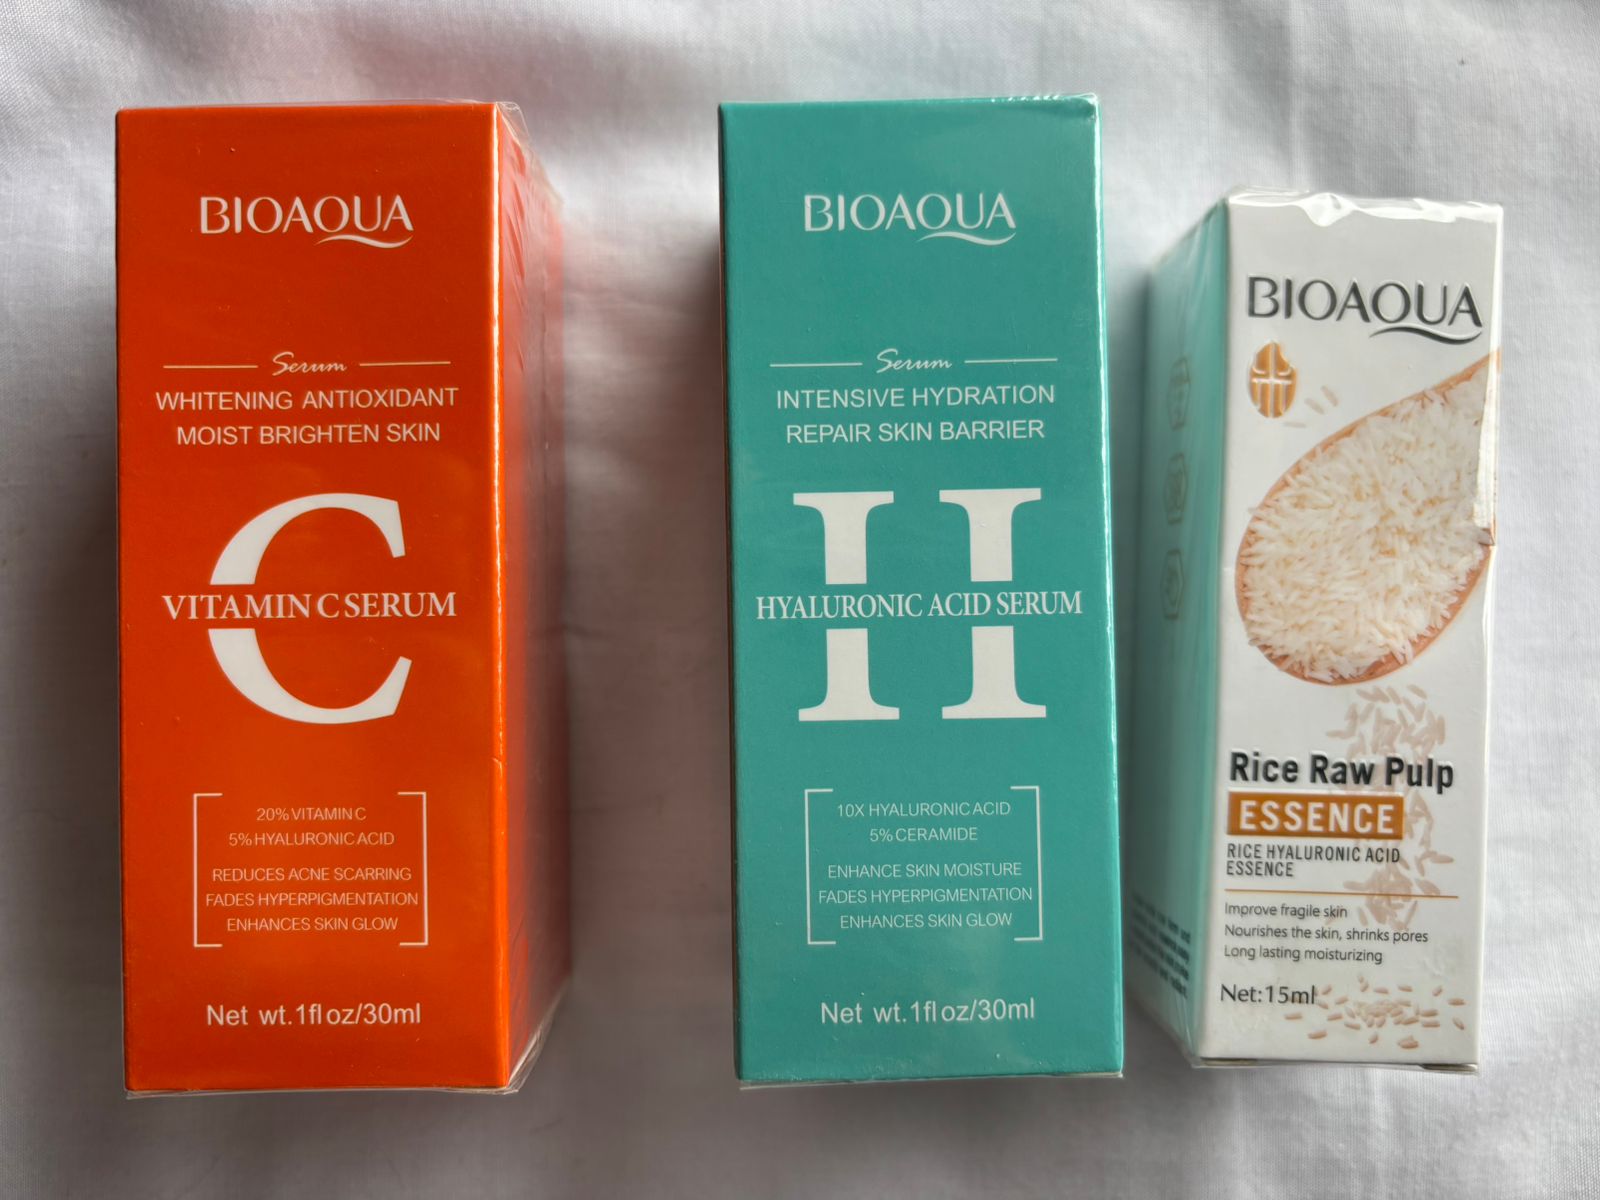 BIOAQUA
Serum
WHITENING ANTIOXIDANT
MOIST BRIGHTEN SKIN
C
VITAMIN C SERUM
20% VITAMIN C
5% HYALURONIC ACID
REDUCES ACNE SCARRING
FADES HYPERPIGMENTATION
ENHANCES SKIN GLOW
Net wt.1fl oz/30ml
BIOAQUA
Serum
INTENSIVE HYDRATION
REPAIR SKIN BARRIER
H
HYALURONIC ACID SERUM
10X HYALURONIC ACID
5% CERAMIDE
ENHANCE SKIN MOISTURE
FADES HYPERPIGMENTATION
ENHANCES SKIN GLOW
Net wt.1fl oz/30ml
BIOAQUA
Rice Raw Pulp
ESSENCE
RICE HYALURONIC ACID
ESSENCE
Improve fragile skin
Nourishes the skin, shrinks pores
Long lasting moisturizing
Net:15ml